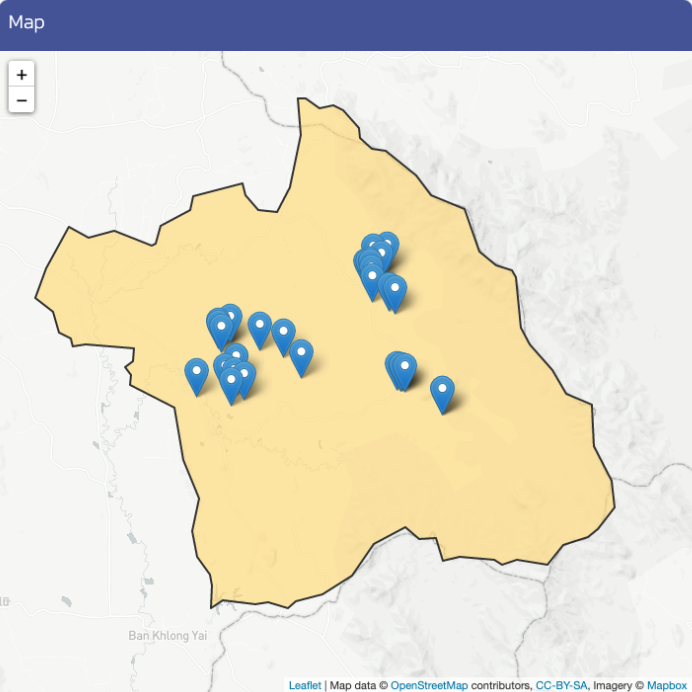 Map
+
−
Ban Khlong Yai
Leaflet | Map data © OpenStreetMap contributors, CC-BY-SA, Imagery © Mapbox